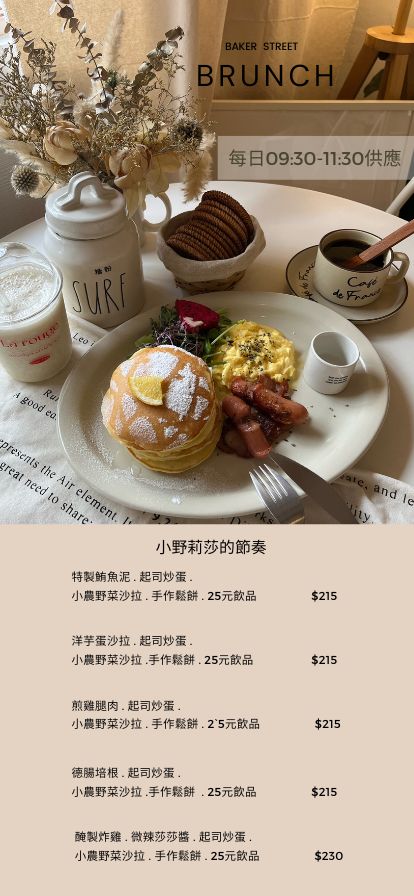 BAKER STREET
BRUNCH
每日09:30-11:30供應
SURF
La rouge
Café
de France
小野莉莎的節奏
特製鮪魚泥 . 起司炒蛋 .
小農野菜沙拉 . 手作鬆餅 . 25元飲品 $215
洋芋蛋沙拉 . 起司炒蛋 .
小農野菜沙拉 .手作鬆餅 . 25元飲品 $215
煎雞腿肉 . 起司炒蛋 .
小農野菜沙拉 . 手作鬆餅 . 2`5元飲品 $215
德腸培根 . 起司炒蛋 .
小農野菜沙拉 .手作鬆餅 . 25元飲品 $215
醃製炸雞 . 微辣莎莎醬 . 起司炒蛋 .
小農野菜沙拉 . 手作鬆餅 . 25元飲品 $230